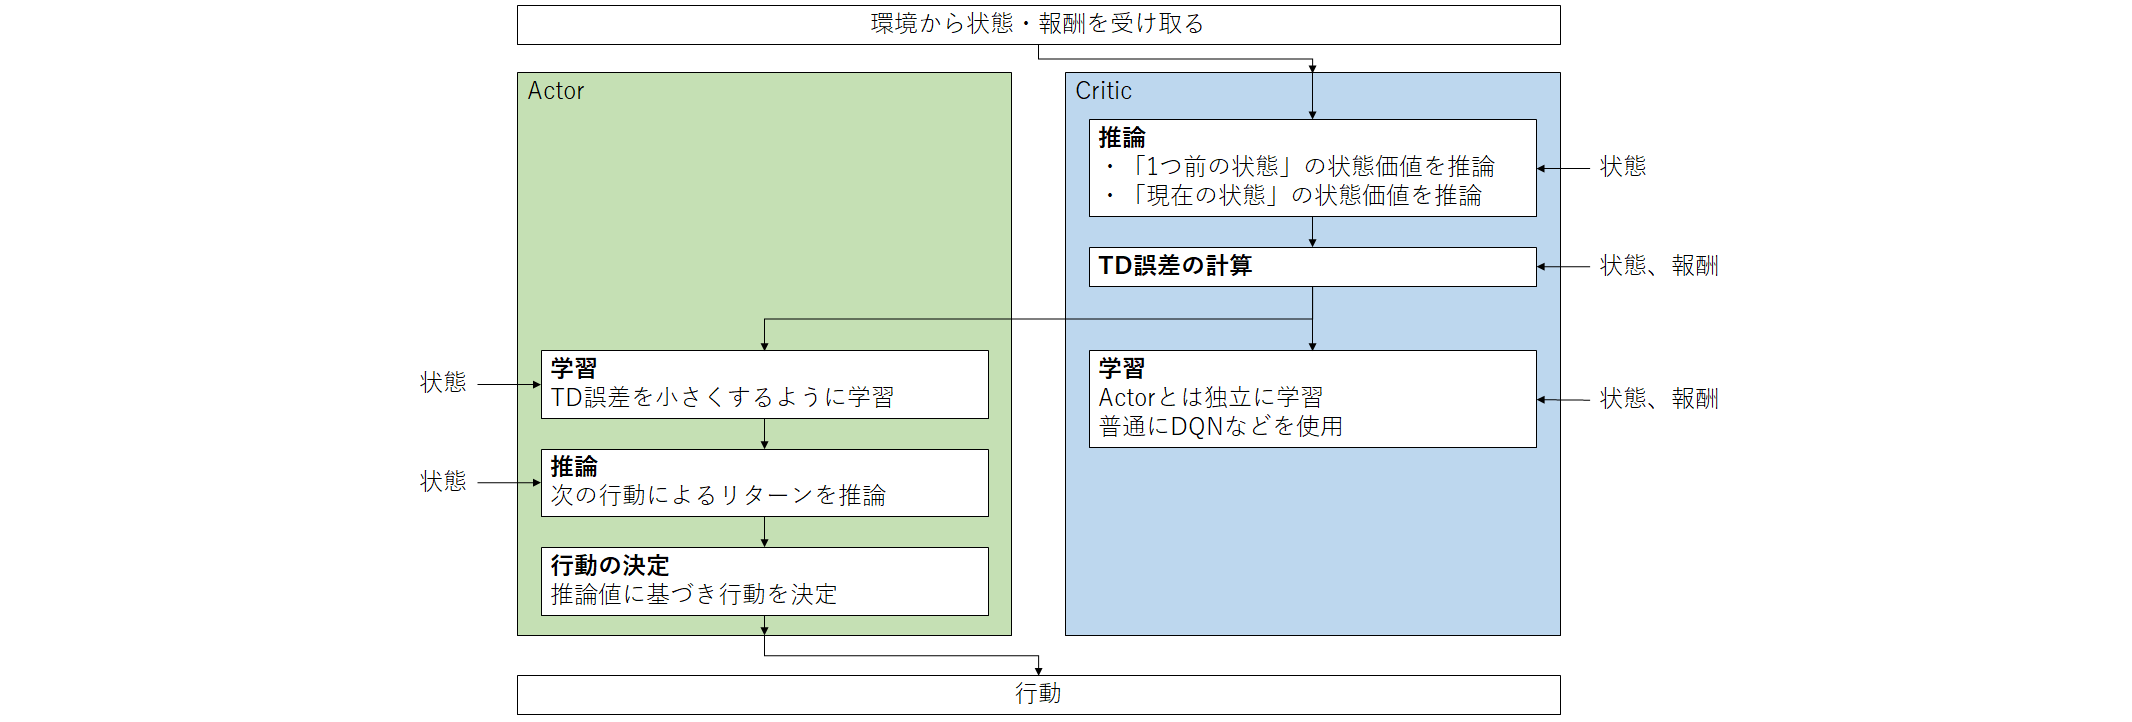 環境から状態・報酬を受け取る
Actor
Critic
推論
・「1つ前の状態」の状態価値を推論
・「現在の状態」の状態価値を推論
状態
TD誤差の計算
状態、報酬
学習
TD誤差を小さくするように学習
状態
学習
Actorとは独立に学習
普通にDQNなどを使用
状態、報酬
推論
次の行動によるリターンを推論
状態
行動の決定
推論値に基づき行動を決定
行動